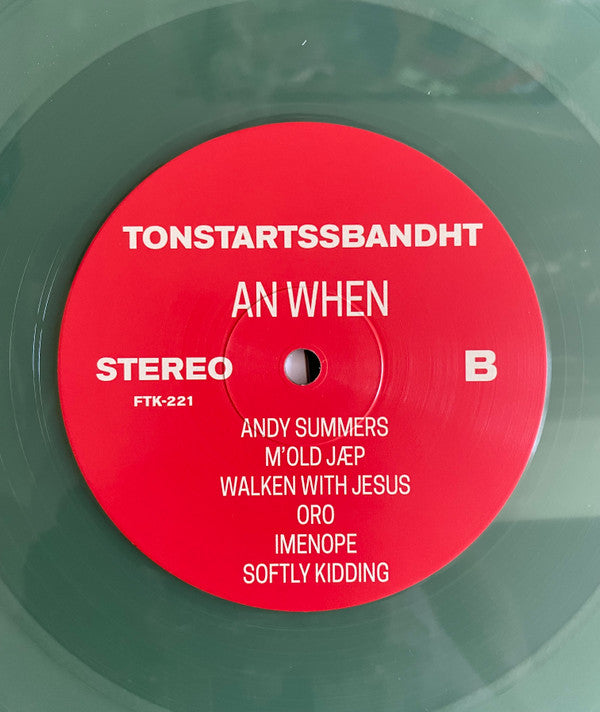 TONSTARTSSBANDHT
AN WHEN
STEREO B
FTK-221
ANDY SUMMERS
M'OLD JÆP
WALKEN WITH JESUS
ORO
IMENOPE
SOFTLY KIDDING